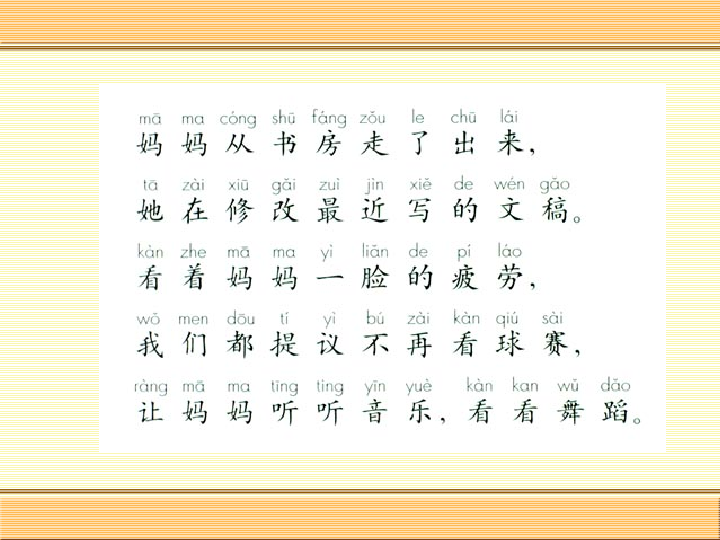 mā ma cóng shū fáng zǒu le chū lái
妈妈从书房走了出来，
tā zài xiū gǎi zuì jìn xiě de wén gǎo
她在修改最近写的文稿。
kàn zhe mā ma yì liǎn de pí láo
看着妈妈一脸的疲劳，
wǒ men dōu tí yì bú zài kàn qiú sài
我们都提议不再看球赛，
ràng mā ma tīng tīng yīn yuè kàn kan wǔ dǎo
让妈妈听听音乐，看看舞蹈。